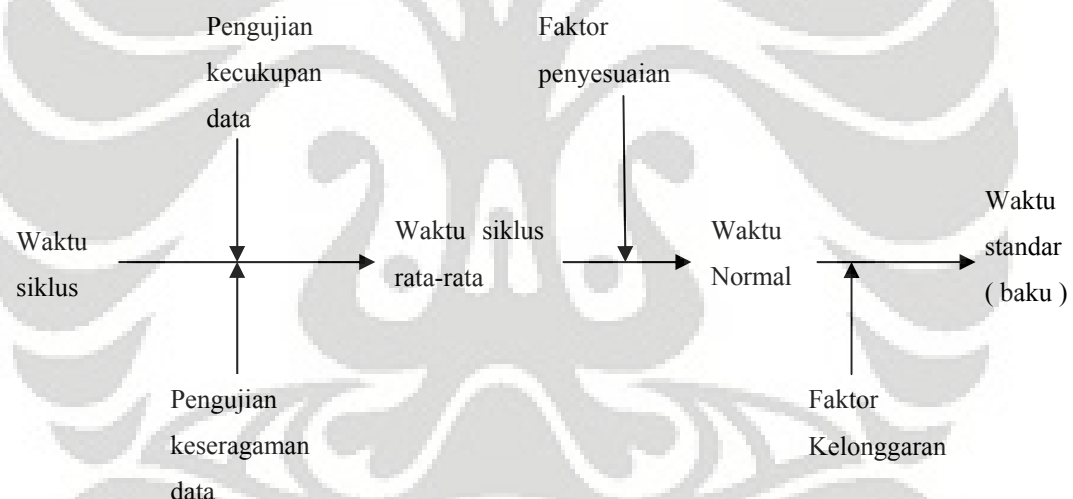 Pengujian
kecukupan
data
Faktor
penyesuaian
Waktu
siklus
Waktu siklus
rata-rata
Waktu
Normal
Waktu
standar
( baku )
Pengujian
keseragaman
data
Faktor
Kelonggaran